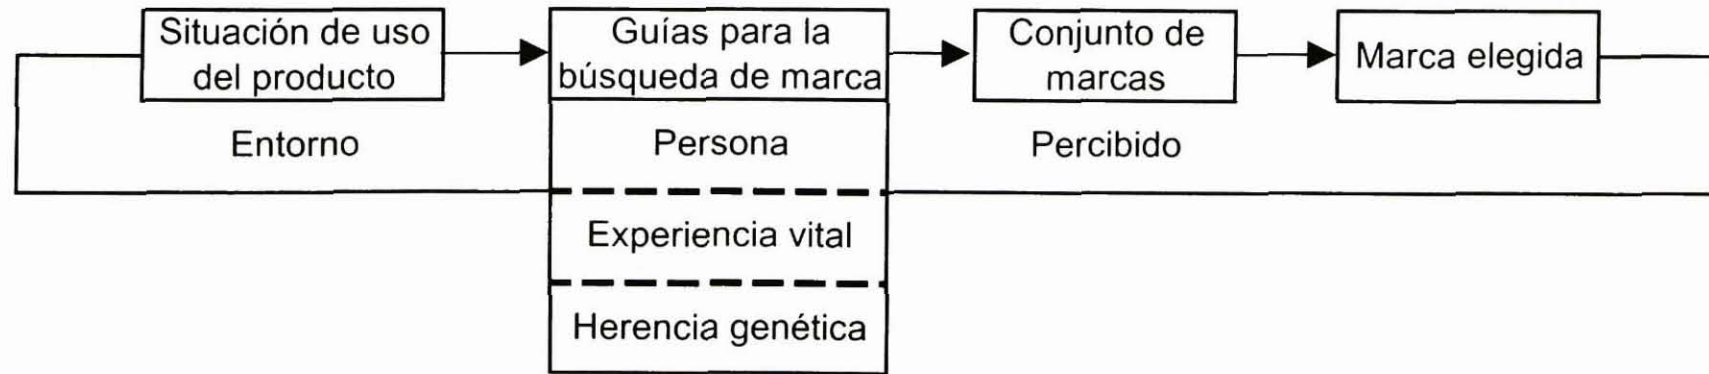 Situación de uso
del producto
Guías para la
búsqueda de marca
Conjunto de
marcas
Marca elegida
Entorno
Persona
Percibido
Experiencia vital
Herencia genética